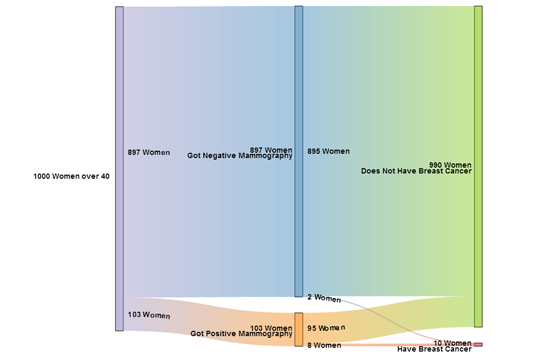 897 Women
897 Women
Got Negative Mammography
895 Women
990 Women
Does Not Have Breast Cancer
1000 Women over 40
2 Women
103 Women
103 Women
Got Positive Mammography
95 Women
8 Women
10 Women
Have Breast Cancer